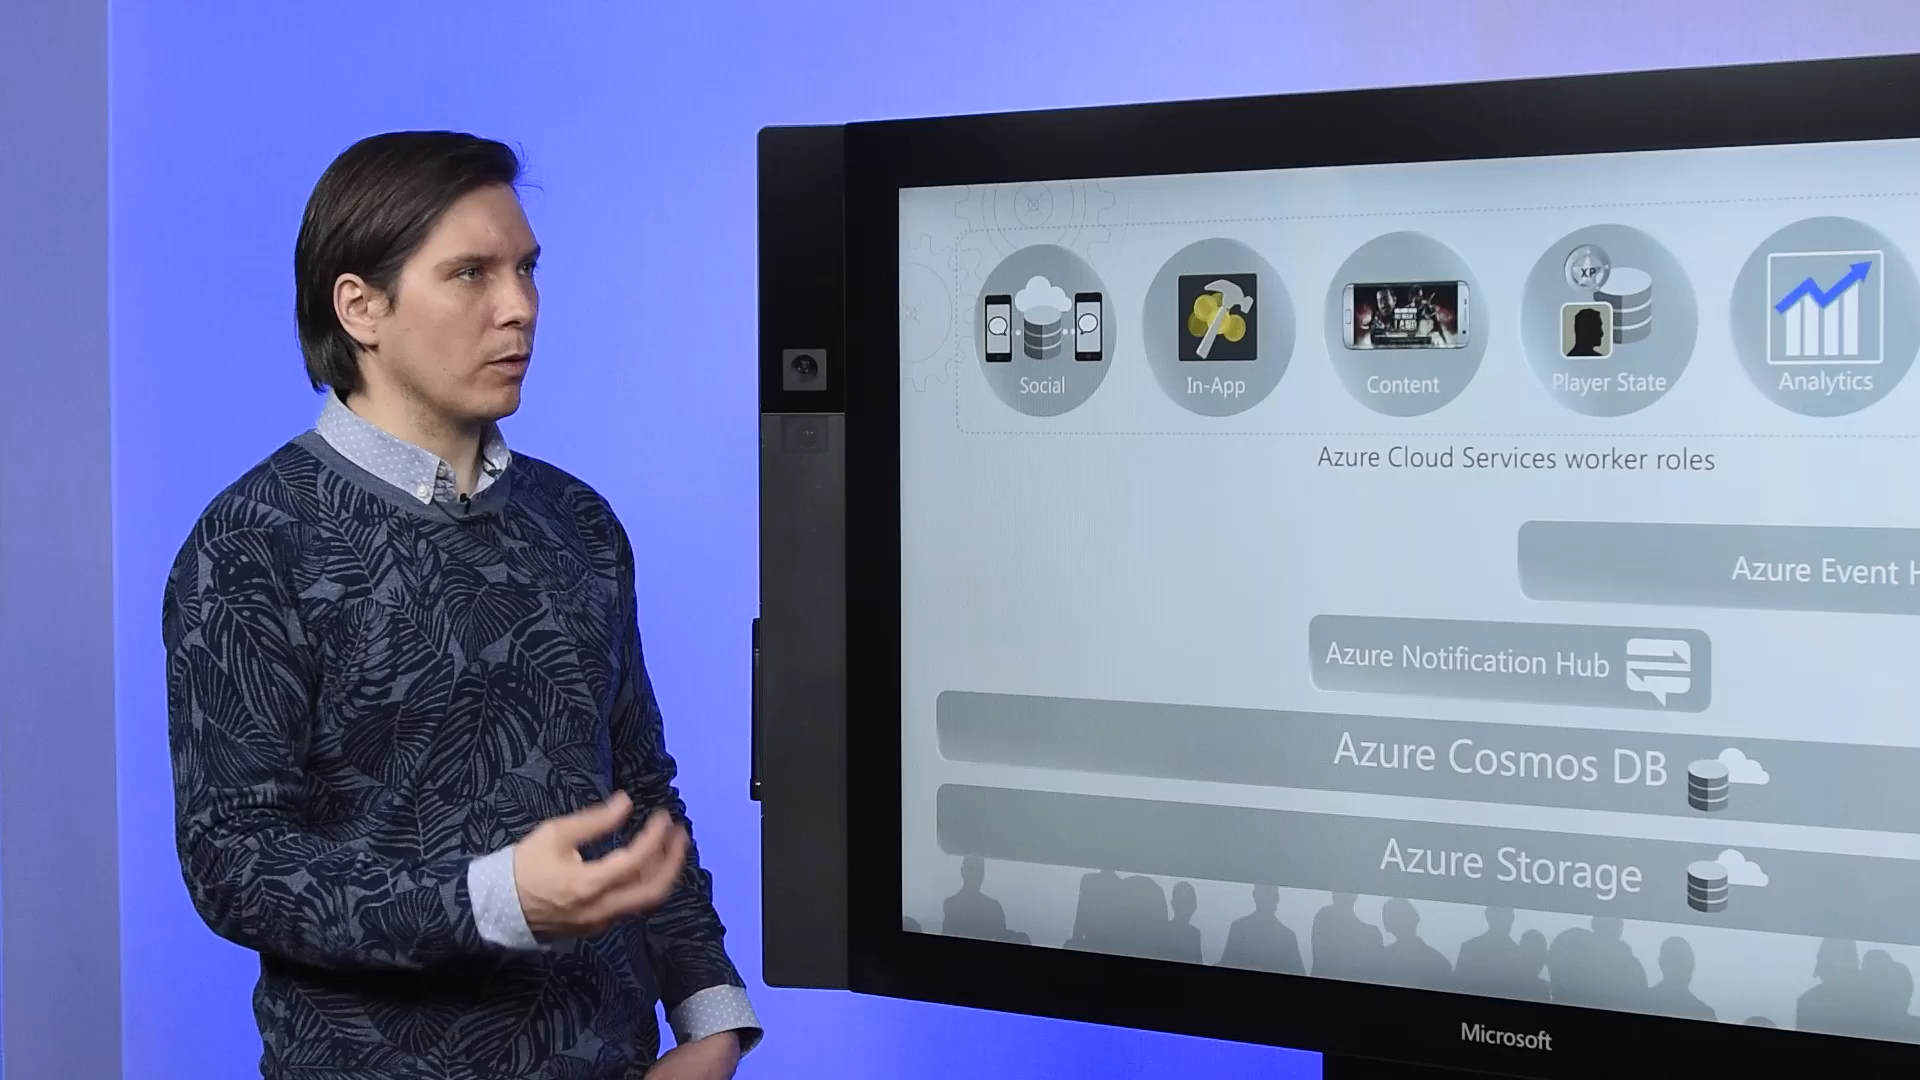 XP
Social
In-App
Content
Player State
Analytics
Azure Cloud Services worker roles
Azure Event H
Azure Notification Hub
Azure Cosmos DB
Azure Storage
Microsoft